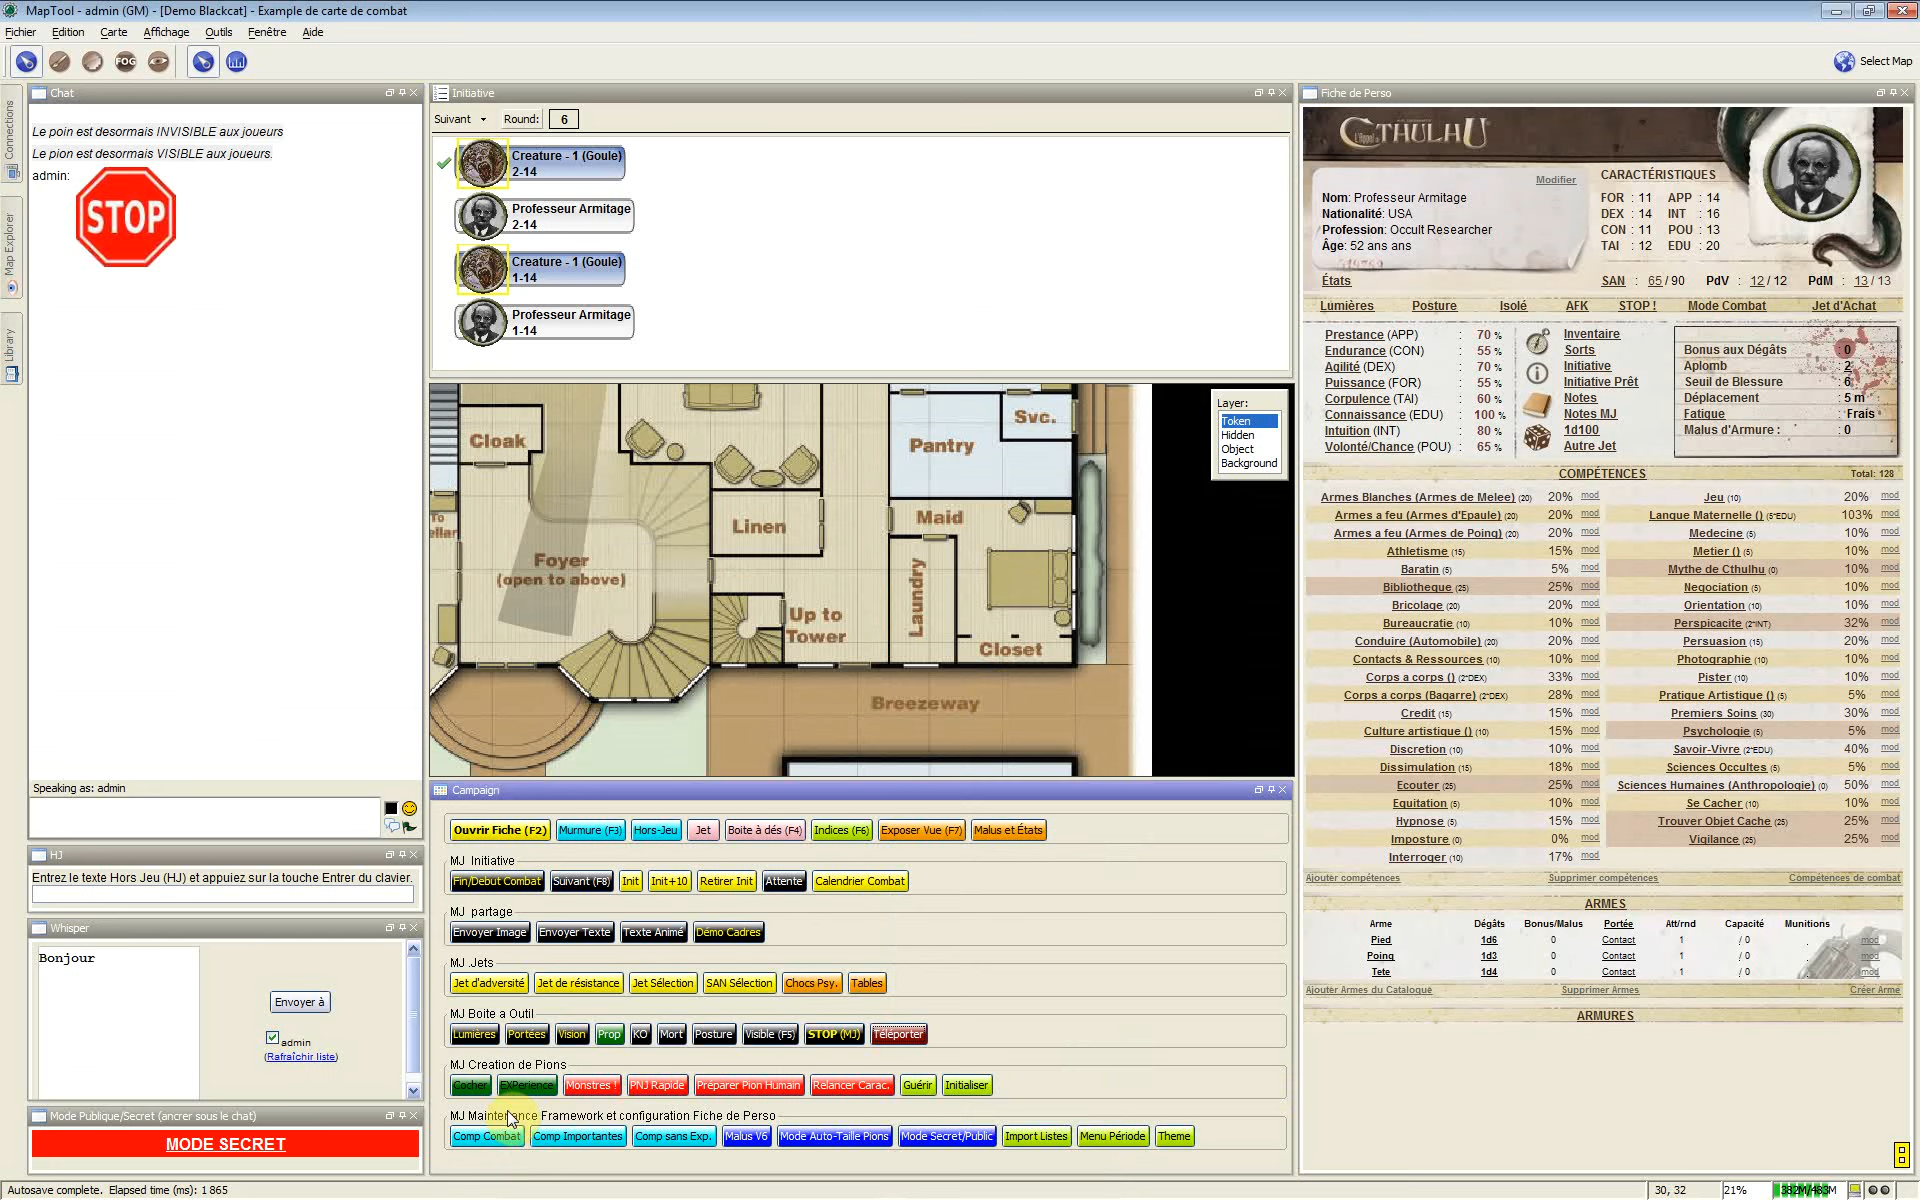 MapTool - admin (GM) - [Demo Blackcat] - Example de carte de combat
Fichier Edition Carte Affichage Outils Fenêtre Aide
FOG
Select Map
Connections
Map Explorer
Library
Chat
Le poin est desormais INVISIBLE aux joueurs
Le pion est desormais VISIBLE aux joueurs.
admin:
STOP
Speaking as: admin
HJ
Entrez le texte Hors Jeu (HJ) et appuiez sur la touche Entrer du clavier.
Whisper
Bonjour
Envoyer à
admin
(Rafraîchir liste)
Mode Publique/Secret (ancrer sous le chat)
MODE SECRET
Initiative
Suivant Round: 6
Creature - 1 (Goule)
2-14
Professeur Armitage
2-14
Creature - 1 (Goule)
1-14
Professeur Armitage
1-14
Cloak
Svc.
Pantry
Linen
Maid
To
Foyer
(open to above)
Laundry
Up to
Tower
Closet
Breezeway
Layer:
Token
Hidden
Object
Background
Campaign
Ouvrir Fiche (F2) Murmure (F3) Hors-Jeu Jet Boite à dés (F4) Indices (F6) Exposer Vue (F7) Malus et États
MJ Initiative
Fin/Debut Combat Suivant (F8) Init Init+10 Retirer Init Attente Calendrier Combat
MJ partage
Envoyer Image Envoyer Texte Texte Animé Démo Cadres
MJ .Jets
Jet d'adversité Jet de résistance Jet Sélection SAN Sélection Chocs Psy. Tables
MJ Boite a Outil
Lumières Portées Vision Prop KO Mort Posture Visible (F5) STOP (MJ) Téléporter
MJ Creation de Pions
Cocher EXPerience Monstres ! PNJ Rapide Préparer Pion Humain Relancer Carac. Guérir Initialiser
MJ Maintenance Framework et configuration Fiche de Perso
Comp Combat Comp Importantes Comp sans Exp. Malus V6 Mode Auto-Taille Pions Mode Secret/Public Import Listes Menu Période Theme
Fiche de Perso
L'Appel de CTHULHU
Modifier
Nom: Professeur Armitage
Nationalité: USA
Profession: Occult Researcher
Âge: 52 ans ans
CARACTÉRISTIQUES
FOR : 11 APP : 14
DEX : 14 INT : 16
CON : 11 POU : 13
TAI : 12 EDU : 20
États
SAN : 65 / 90 PdV : 12 / 12 PdM : 13 / 13
Lumières Posture Isolé AFK STOP ! Mode Combat Jet d'Achat
Prestance (APP) : 70 %
Endurance (CON) : 55 %
Agilité (DEX) : 70 %
Puissance (FOR) : 55 %
Corpulence (TAI) : 60 %
Connaissance (EDU) : 100 %
Intuition (INT) : 80 %
Volonté/Chance (POU) : 65 %
Inventaire
Sorts
Initiative
Initiative Prêt
Notes
Notes MJ
1d100
Autre Jet
Bonus aux Dégâts : 0
Aplomb : 2
Seuil de Blessure : 6
Déplacement : 5 m
Fatigue : Frais
Malus d'Armure : : 0
COMPÉTENCES Total: 128
Armes Blanches (Armes de Melee) (20) 20% mod Jeu (10) 20% mod
Armes a feu (Armes d'Epaule) (20) 20% mod Langue Maternelle () (5*EDU) 103% mod
Armes a feu (Armes de Poing) (20) 20% mod Medecine (5) 10% mod
Athletisme (15) 15% mod Metier () (5) 10% mod
Baratin (5) 5% mod Mythe de Cthulhu (0) 10% mod
Bibliotheque (25) 25% mod Negociation (5) 10% mod
Bricolage (20) 20% mod Orientation (10) 10% mod
Bureaucratie (10) 10% mod Perspicacite (2*INT) 32% mod
Conduire (Automobile) (20) 20% mod Persuasion (15) 20% mod
Contacts & Ressources (10) 10% mod Photographie (10) 10% mod
Corps a corps () (2*DEX) 33% mod Pister (10) 10% mod
Corps a corps (Bagarre) (2*DEX) 28% mod Pratique Artistique () (5) 5% mod
Credit (15) 15% mod Premiers Soins (30) 30% mod
Culture artistique () (10) 15% mod Psychologie (5) 5% mod
Discretion (10) 10% mod Savoir-Vivre (2*EDU) 40% mod
Dissimulation (15) 18% mod Sciences Occultes (5) 5% mod
Ecouter (25) 25% mod Sciences Humaines (Anthropologie) (0) 50% mod
Equitation (5) 10% mod Se Cacher (10) 10% mod
Hypnose (5) 15% mod Trouver Objet Cache (25) 25% mod
Imposture (0) 0% mod Vigilance (25) 25% mod
Interroger (10) 17% mod
Ajouter compétences Supprimer compétences Compétences de combat
ARMES
Arme Dégâts Bonus/Malus Portée Att/rnd Capacité Munitions
Pied 1d6 0 Contact 1 / 0 . mod
Poing 1d3 0 Contact 1 / 0 . mod
Tete 1d4 0 Contact 1 / 0 . mod
Ajouter Armes du Catalogue Supprimer Armes Créer Arme
ARMURES
Autosave complete. Elapsed time (ms): 1 865
30, 32 21% 382M/483M